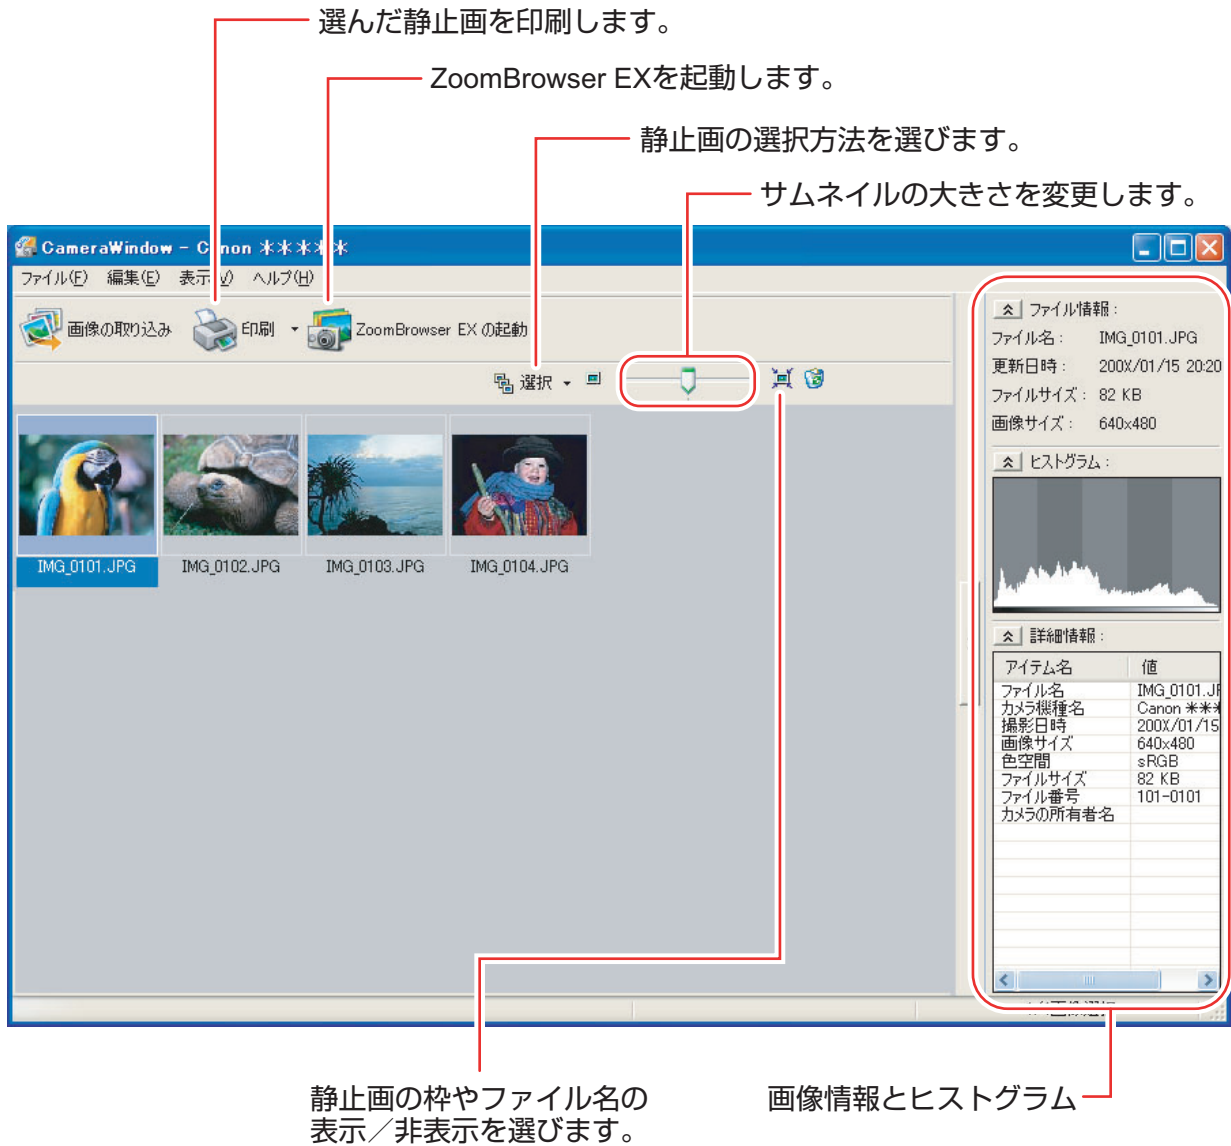 選んだ静止画を印刷します。
ZoomBrowser EXを起動します。
静止画の選択方法を選びます。
サムネイルの大きさを変更します。
CameraWindow - Canon *****
ファイル(F) 編集(E) 表示(V) ヘルプ(H)
画像の取り込み 印刷 ZoomBrowser EX の起動
選択
IMG_0101.JPG IMG_0102.JPG IMG_0103.JPG IMG_0104.JPG
ファイル情報:
ファイル名: IMG_0101.JPG
更新日時: 200X/01/15 20:20
ファイルサイズ: 82 KB
画像サイズ: 640x480
ヒストグラム:
詳細情報:
アイテム名 値
ファイル名 IMG_0101.JP
カメラ機種名 Canon ***
撮影日時 200X/01/15
画像サイズ 640x480
色空間 sRGB
ファイルサイズ 82 KB
ファイル番号 101-0101
カメラの所有者名
静止画の枠やファイル名の
表示/非表示を選びます。
画像情報とヒストグラム